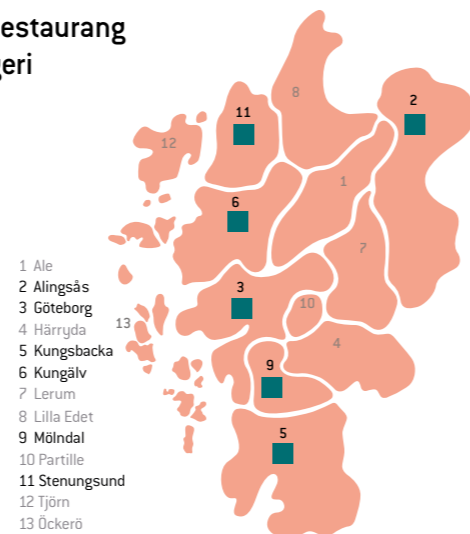 estaurang
geri
8
2
11
12
1
6
7
3
10
13
4
9
5
1 Ale
2 Alingsås
3 Göteborg
4 Härryda
5 Kungsbacka
6 Kungälv
7 Lerum
8 Lilla Edet
9 Mölndal
10 Partille
11 Stenungsund
12 Tjörn
13 Öckerö